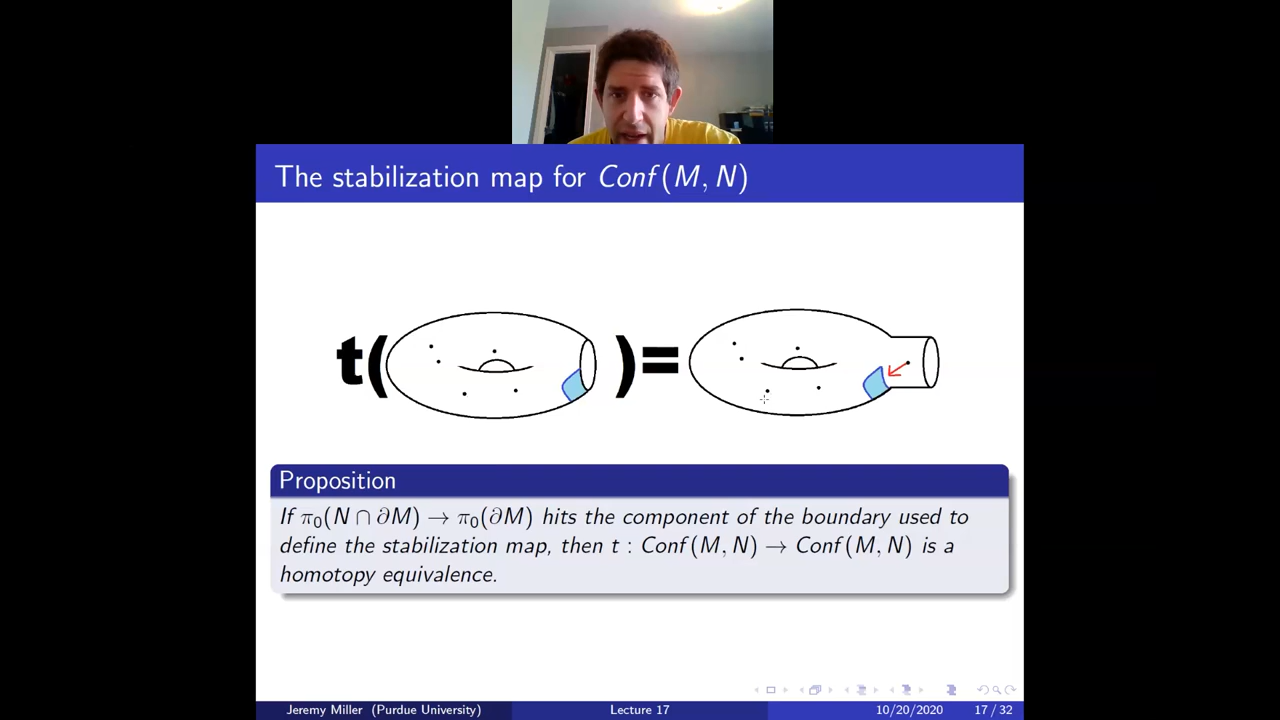 The stabilization map for Conf(M, N)
t( )=
Proposition
If π₀(N ∩ ∂M) → π₀(∂M) hits the component of the boundary used to
define the stabilization map, then t : Conf(M, N) → Conf(M, N) is a
homotopy equivalence.
Jeremy Miller (Purdue University) Lecture 17 10/20/2020 17 / 32